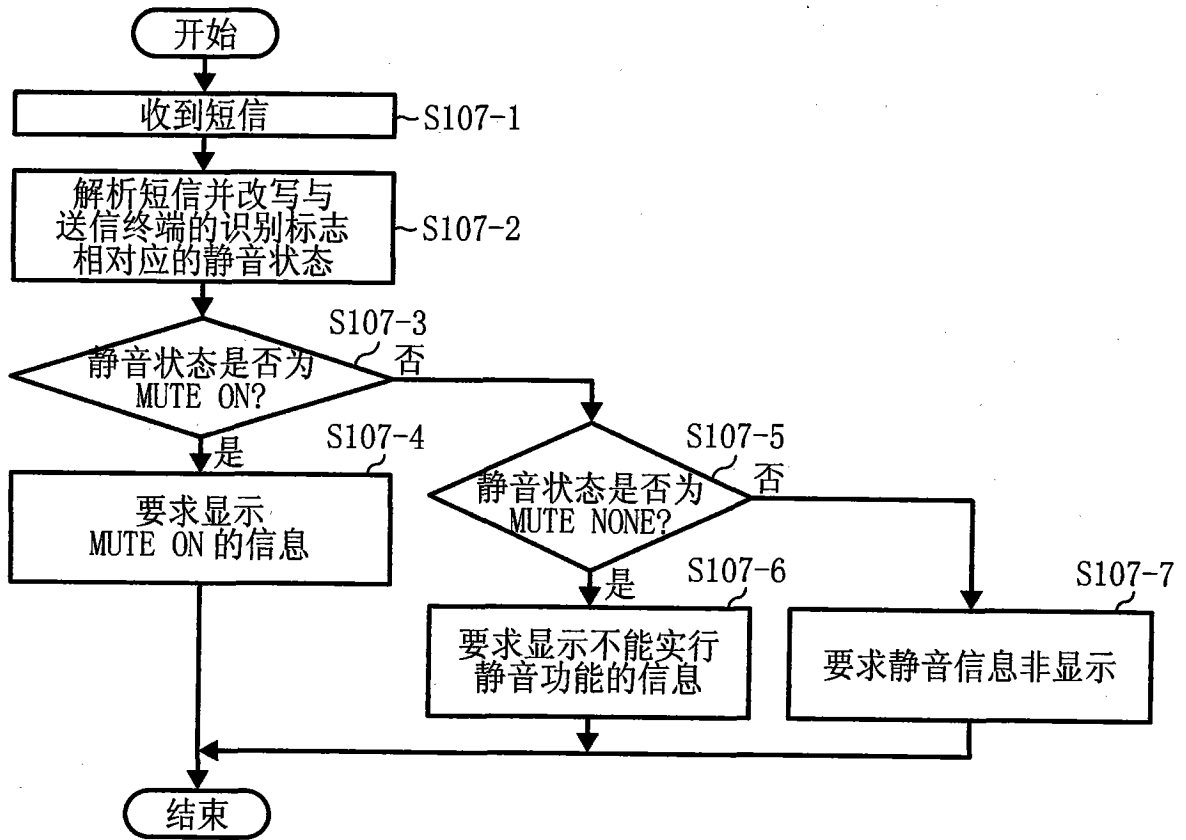 开始
收到短信
S107-1
解析短信并改写与
送信终端的识别标志
相对应的静音状态
S107-2
S107-3
静音状态是否为
MUTE ON?
否
是
S107-4
要求显示
MUTE ON 的信息
S107-5
静音状态是否为
MUTE NONE?
否
是
S107-6
要求显示不能实行
静音功能的信息
S107-7
要求静音信息非显示
结束